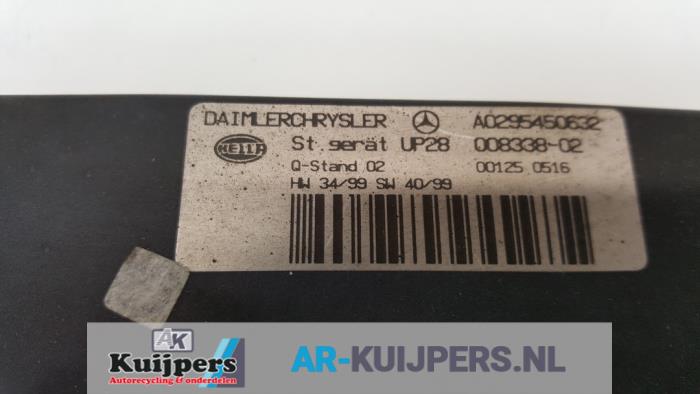 DAIMLERCHRYSLER A0295450632
HELLA St.gerät UP28 008338-02
Q-Stand 02 00125 0516
HW 34/99 SW 40/99
AK
Kuijpers
Autorecycling & onderdelen
AR-KUIJPERS.NL